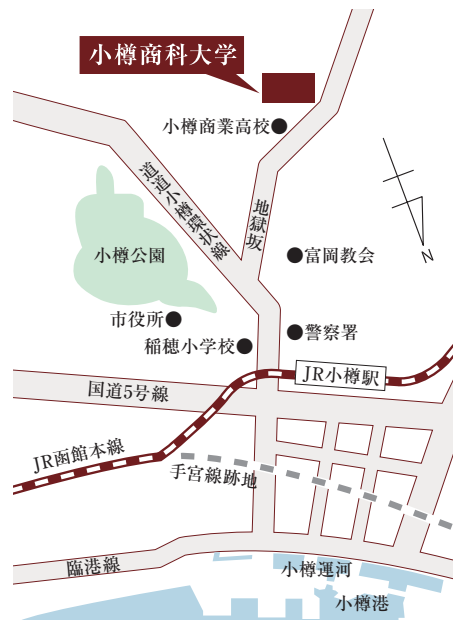 小樽商科大学
小樽商業高校
道道小樽環状線
地獄坂
N
小樽公園
富岡教会
市役所
警察署
稲穂小学校
JR小樽駅
国道5号線
JR函館本線
手宮線跡地
臨港線
小樽運河
小樽港